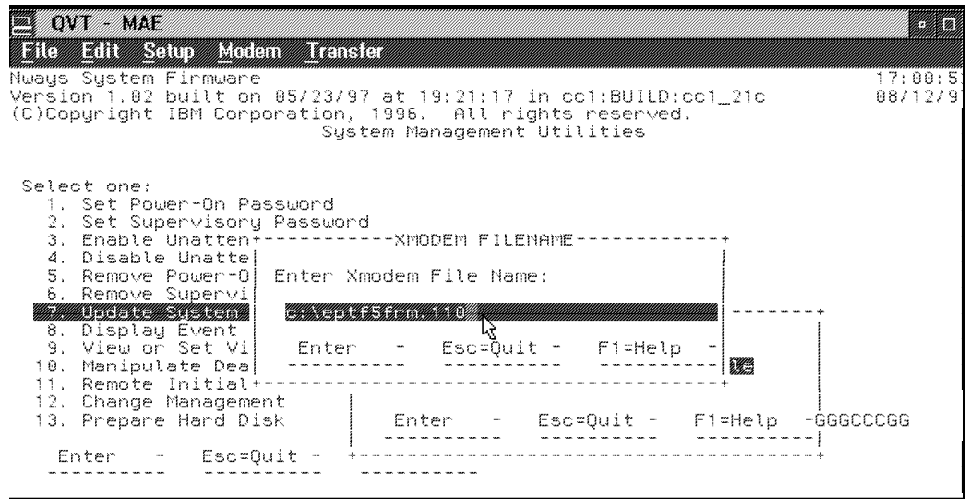 QVT - MAE
File Edit Setup Modem Transfer
Nways System Firmware 17:00:5
Version 1.02 built on 05/23/97 at 19:21:17 in cc1:BUILD:cc1_21c 08/12/9
(C)Copyright IBM Corporation, 1996. All rights reserved.
System Management Utilities
Select one:
1. Set Power-On Password
2. Set Supervisory Password
3. Enable Unatten+-----------XMODEM FILENAME------------+
4. Disable Unatte
5. Remove Power-O Enter Xmodem File Name:
6. Remove Supervi
7. Update System c:\eptf5frm.110 -------+
8. Display Event
9. View or Set Vi Enter - Esc=Quit - F1=Help -
10. Manipulate Dea ---------- ---------- ---------- le
11. Remote Initial+---------------------------------------+
12. Change Management
13. Prepare Hard Disk Enter - Esc=Quit - F1=Help -GGGCCCGG
---------- ---------- ----------
Enter - Esc=Quit - +---------------------------------------+
---------- ---------- ----------